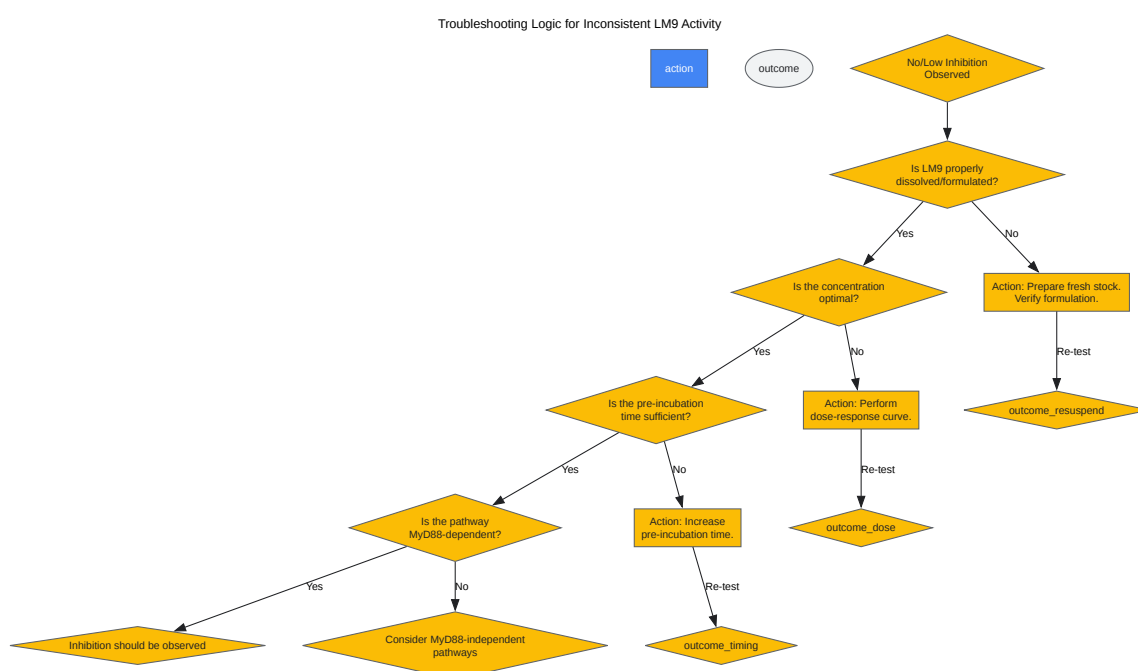 Troubleshooting Logic for Inconsistent LM9 Activity
action
outcome
No/Low Inhibition
Observed
Is LM9 properly
dissolved/formulated?
Yes
No
Is the concentration
optimal?
Action: Prepare fresh stock.
Verify formulation.
Yes
No
Re-test
Is the pre-incubation
time sufficient?
Action: Perform
dose-response curve.
outcome_resuspend
Yes
No
Re-test
Is the pathway
MyD88-dependent?
Action: Increase
pre-incubation time.
outcome_dose
Yes
No
Re-test
Inhibition should be observed
Consider MyD88-independent
pathways
outcome_timing